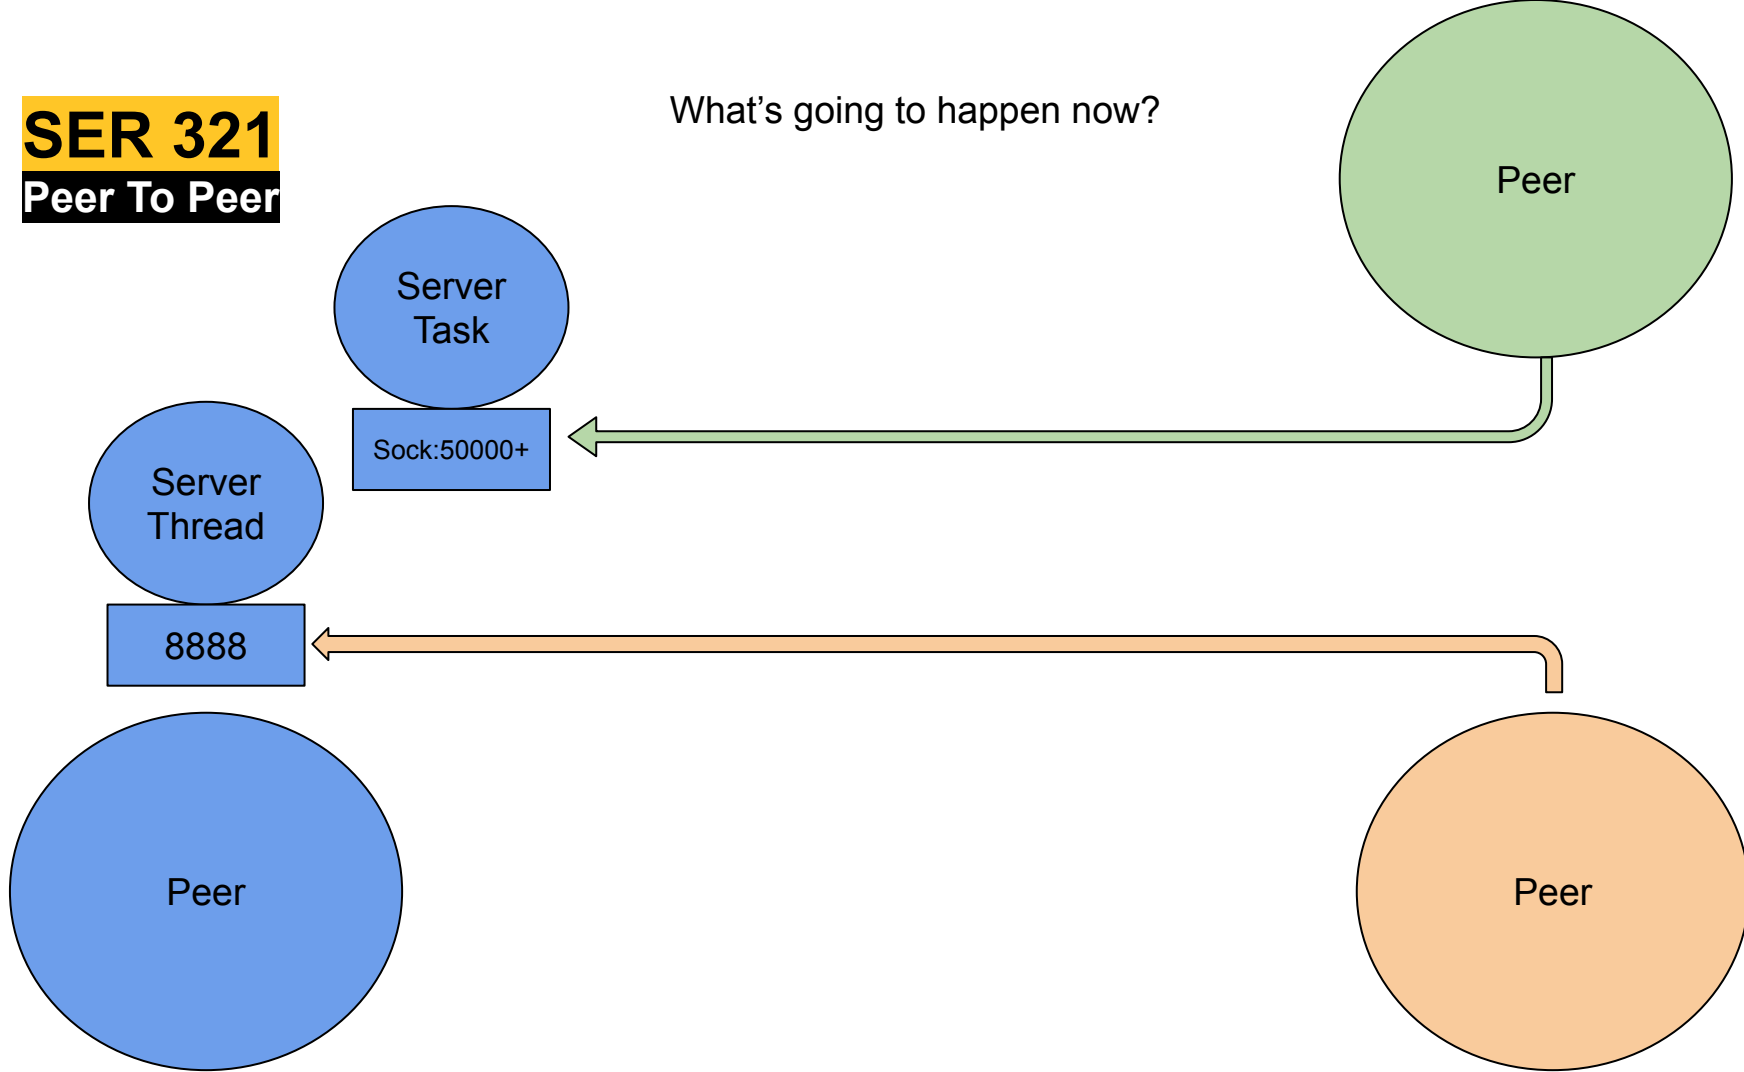 What’s going to happen now?
SER 321
Peer To Peer
Peer
Server
Task
Sock:50000+
Server
Thread
8888
Peer
Peer